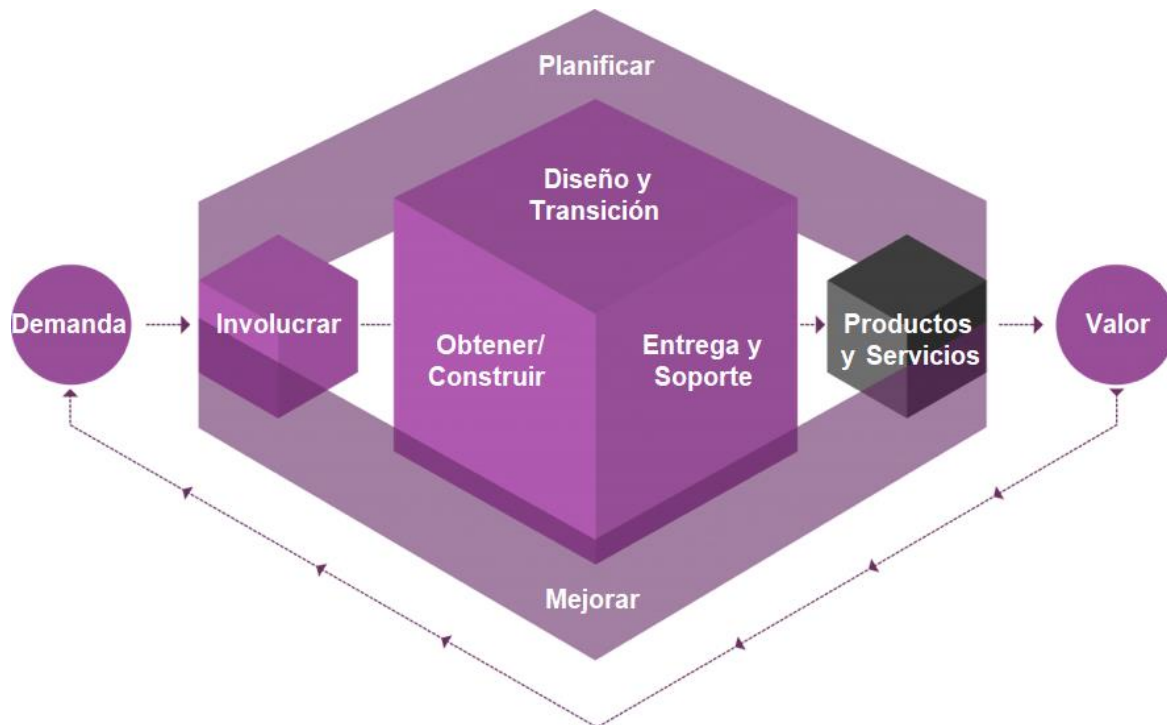 Planificar
Diseño y
Transición
Demanda
Involucrar
Obtener/
Construir
Entrega y
Soporte
Productos
y Servicios
Valor
Mejorar